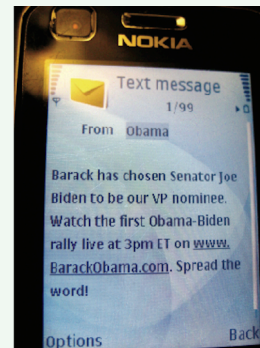 NOKIA
Text message
1/99
From Obama
Barack has chosen Senator Joe
Biden to be our VP nominee.
Watch the first Obama-Biden
rally live at 3pm ET on www.
BarackObama.com. Spread the
word!
Options Back